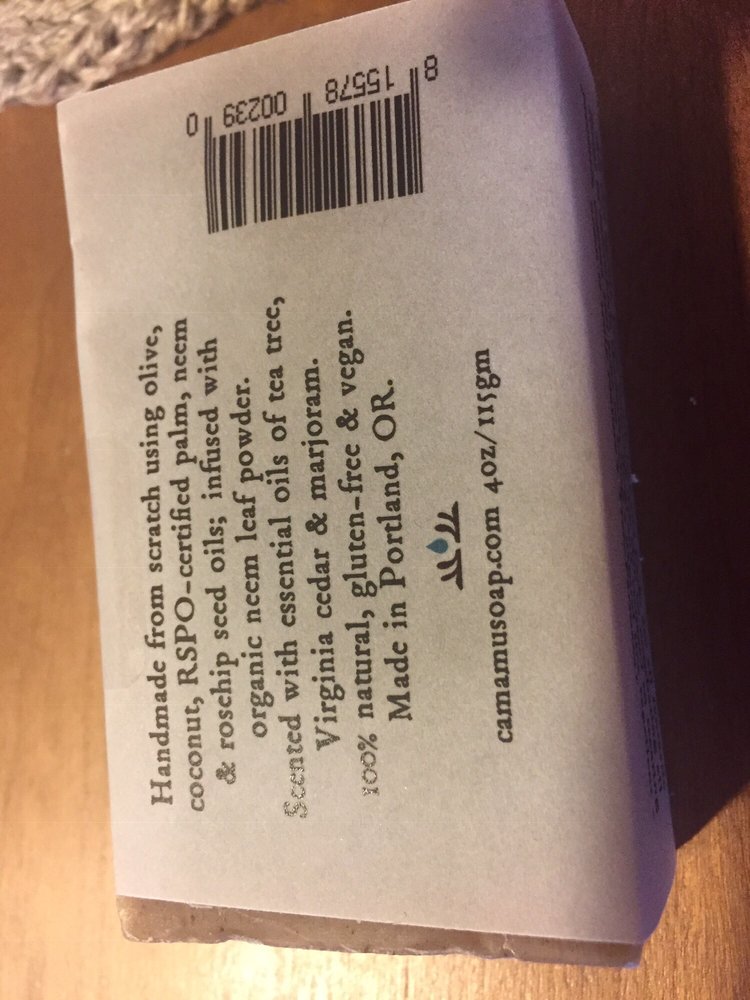 Handmade from scratch using olive,
coconut, RSPO-certified palm, neem
& rosehip seed oils; infused with
organic neem leaf powder.
Scented with essential oils of tea tree,
Virginia cedar & marjoram.
100% natural, gluten-free & vegan.
Made in Portland, OR.
camamusoap.com 4oz/115gm
8 15578 00239 0